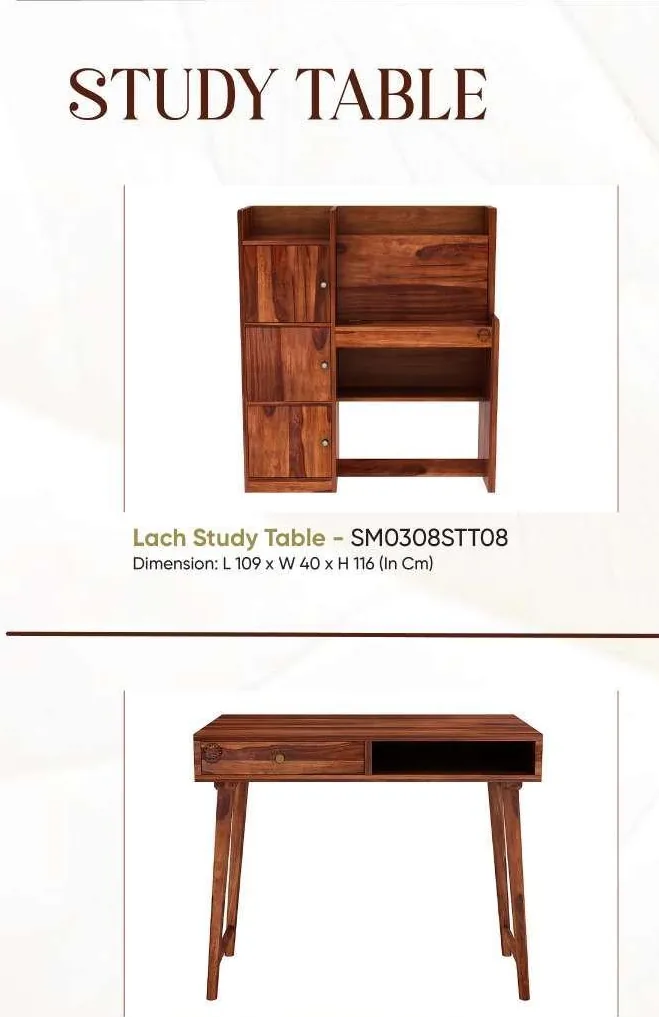 STUDY TABLE
Lach Study Table - SM0308STT08
Dimension: L 109 x W 40 x H 116 (In Cm)